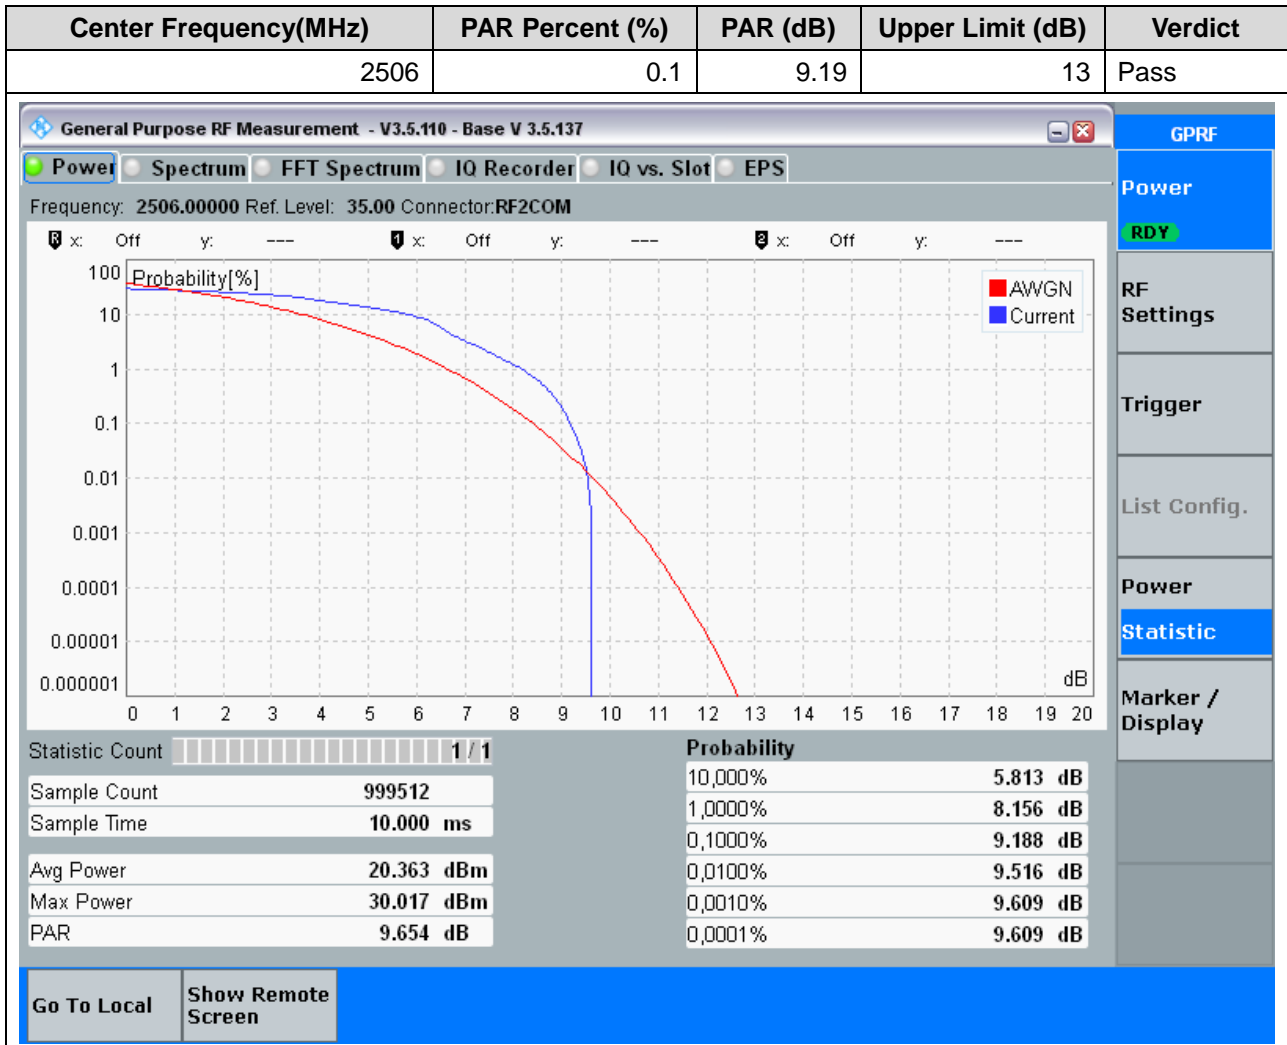 Center Frequency(MHz) PAR Percent (%) PAR (dB) Upper Limit (dB) Verdict
2506 0.1 9.19 13 Pass
General Purpose RF Measurement - V3.5.110 - Base V 3.5.137
GPRF
Power Spectrum FFT Spectrum IQ Recorder IQ vs. Slot EPS
Power
RDY
Frequency: 2506.00000 Ref. Level: 35.00 Connector:RF2COM
R x: Off y: --- 1 x: Off y: --- 2 x: Off y: ---
Probability[%]
AWGN
Current
100
10
1
0.1
0.01
0.001
0.0001
0.00001
0.000001
dB
0 1 2 3 4 5 6 7 8 9 10 11 12 13 14 15 16 17 18 19 20
RF
Settings
Trigger
List Config.
Power
Statistic
Marker /
Display
Statistic Count 1 / 1
Sample Count 999512
Sample Time 10.000 ms
Avg Power 20.363 dBm
Max Power 30.017 dBm
PAR 9.654 dB
Probability
10,000% 5.813 dB
1,0000% 8.156 dB
0,1000% 9.188 dB
0,0100% 9.516 dB
0,0010% 9.609 dB
0,0001% 9.609 dB
Go To Local
Show Remote
Screen